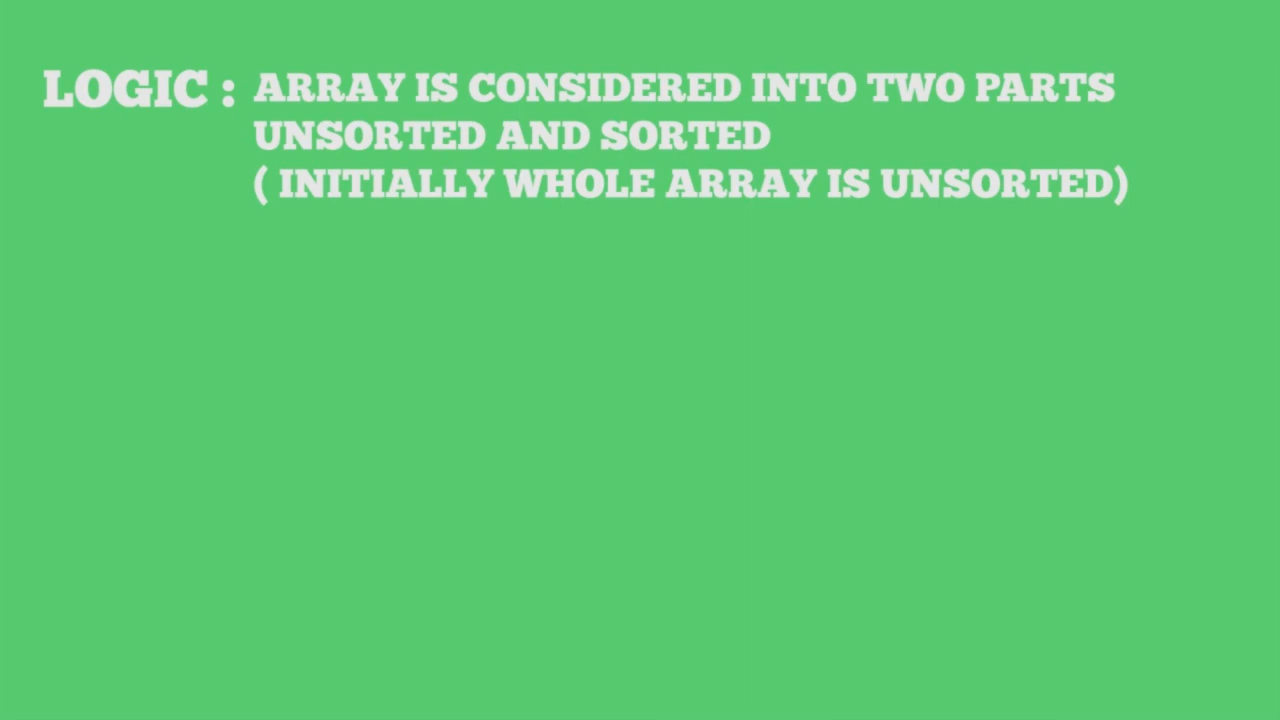 LOGIC : ARRAY IS CONSIDERED INTO TWO PARTS
UNSORTED AND SORTED
( INITIALLY WHOLE ARRAY IS UNSORTED)